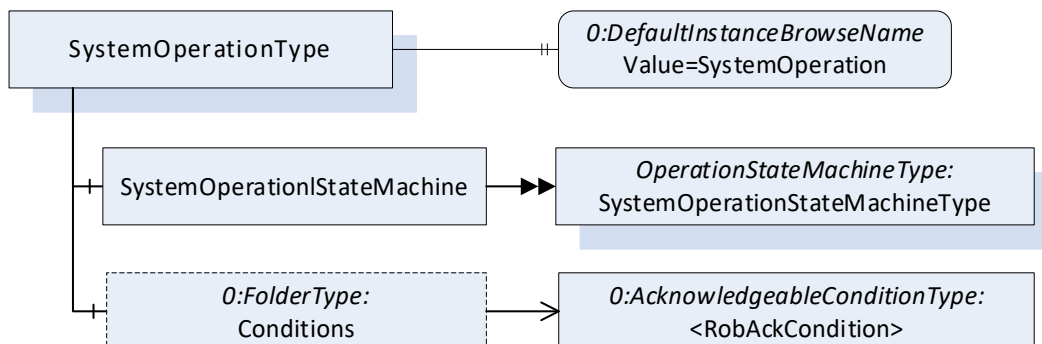 SystemOperationType
0:DefaultInstanceBrowseName
Value=SystemOperation
SystemOperationlStateMachine
OperationStateMachineType:
SystemOperationStateMachineType
0:FolderType:
Conditions
0:AcknowledgeableConditionType:
<RobAckCondition>